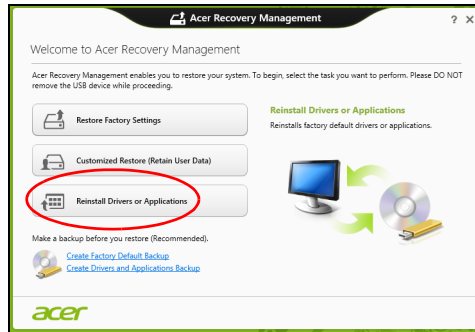 Acer Recovery Management
? X
Welcome to Acer Recovery Management
Acer Recovery Management enables you to restore your system. To begin, select the task you want to perform. Please DO NOT
remove the USB device while proceeding.
Restore Factory Settings
Customized Restore (Retain User Data)
Reinstall Drivers or Applications
Reinstall Drivers or Applications
Reinstalls factory default drivers or applications.
Make a backup before you restore (Recommended).
Create Factory Default Backup
Create Drivers and Applications Backup
acer